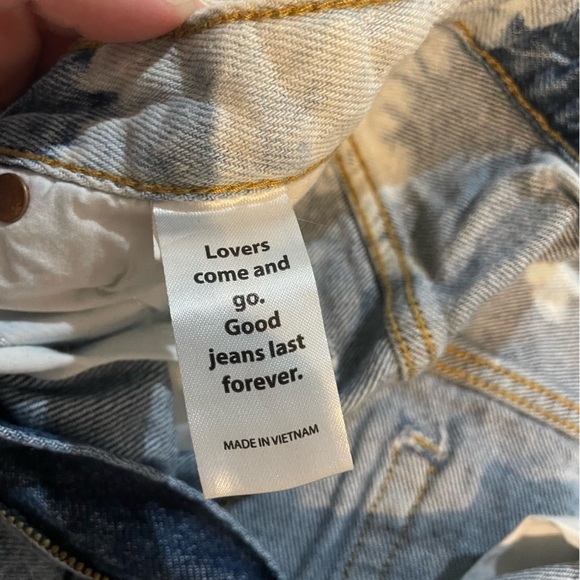 Lovers
come and
go.
Good
jeans last
forever.
MADE IN VIETNAM